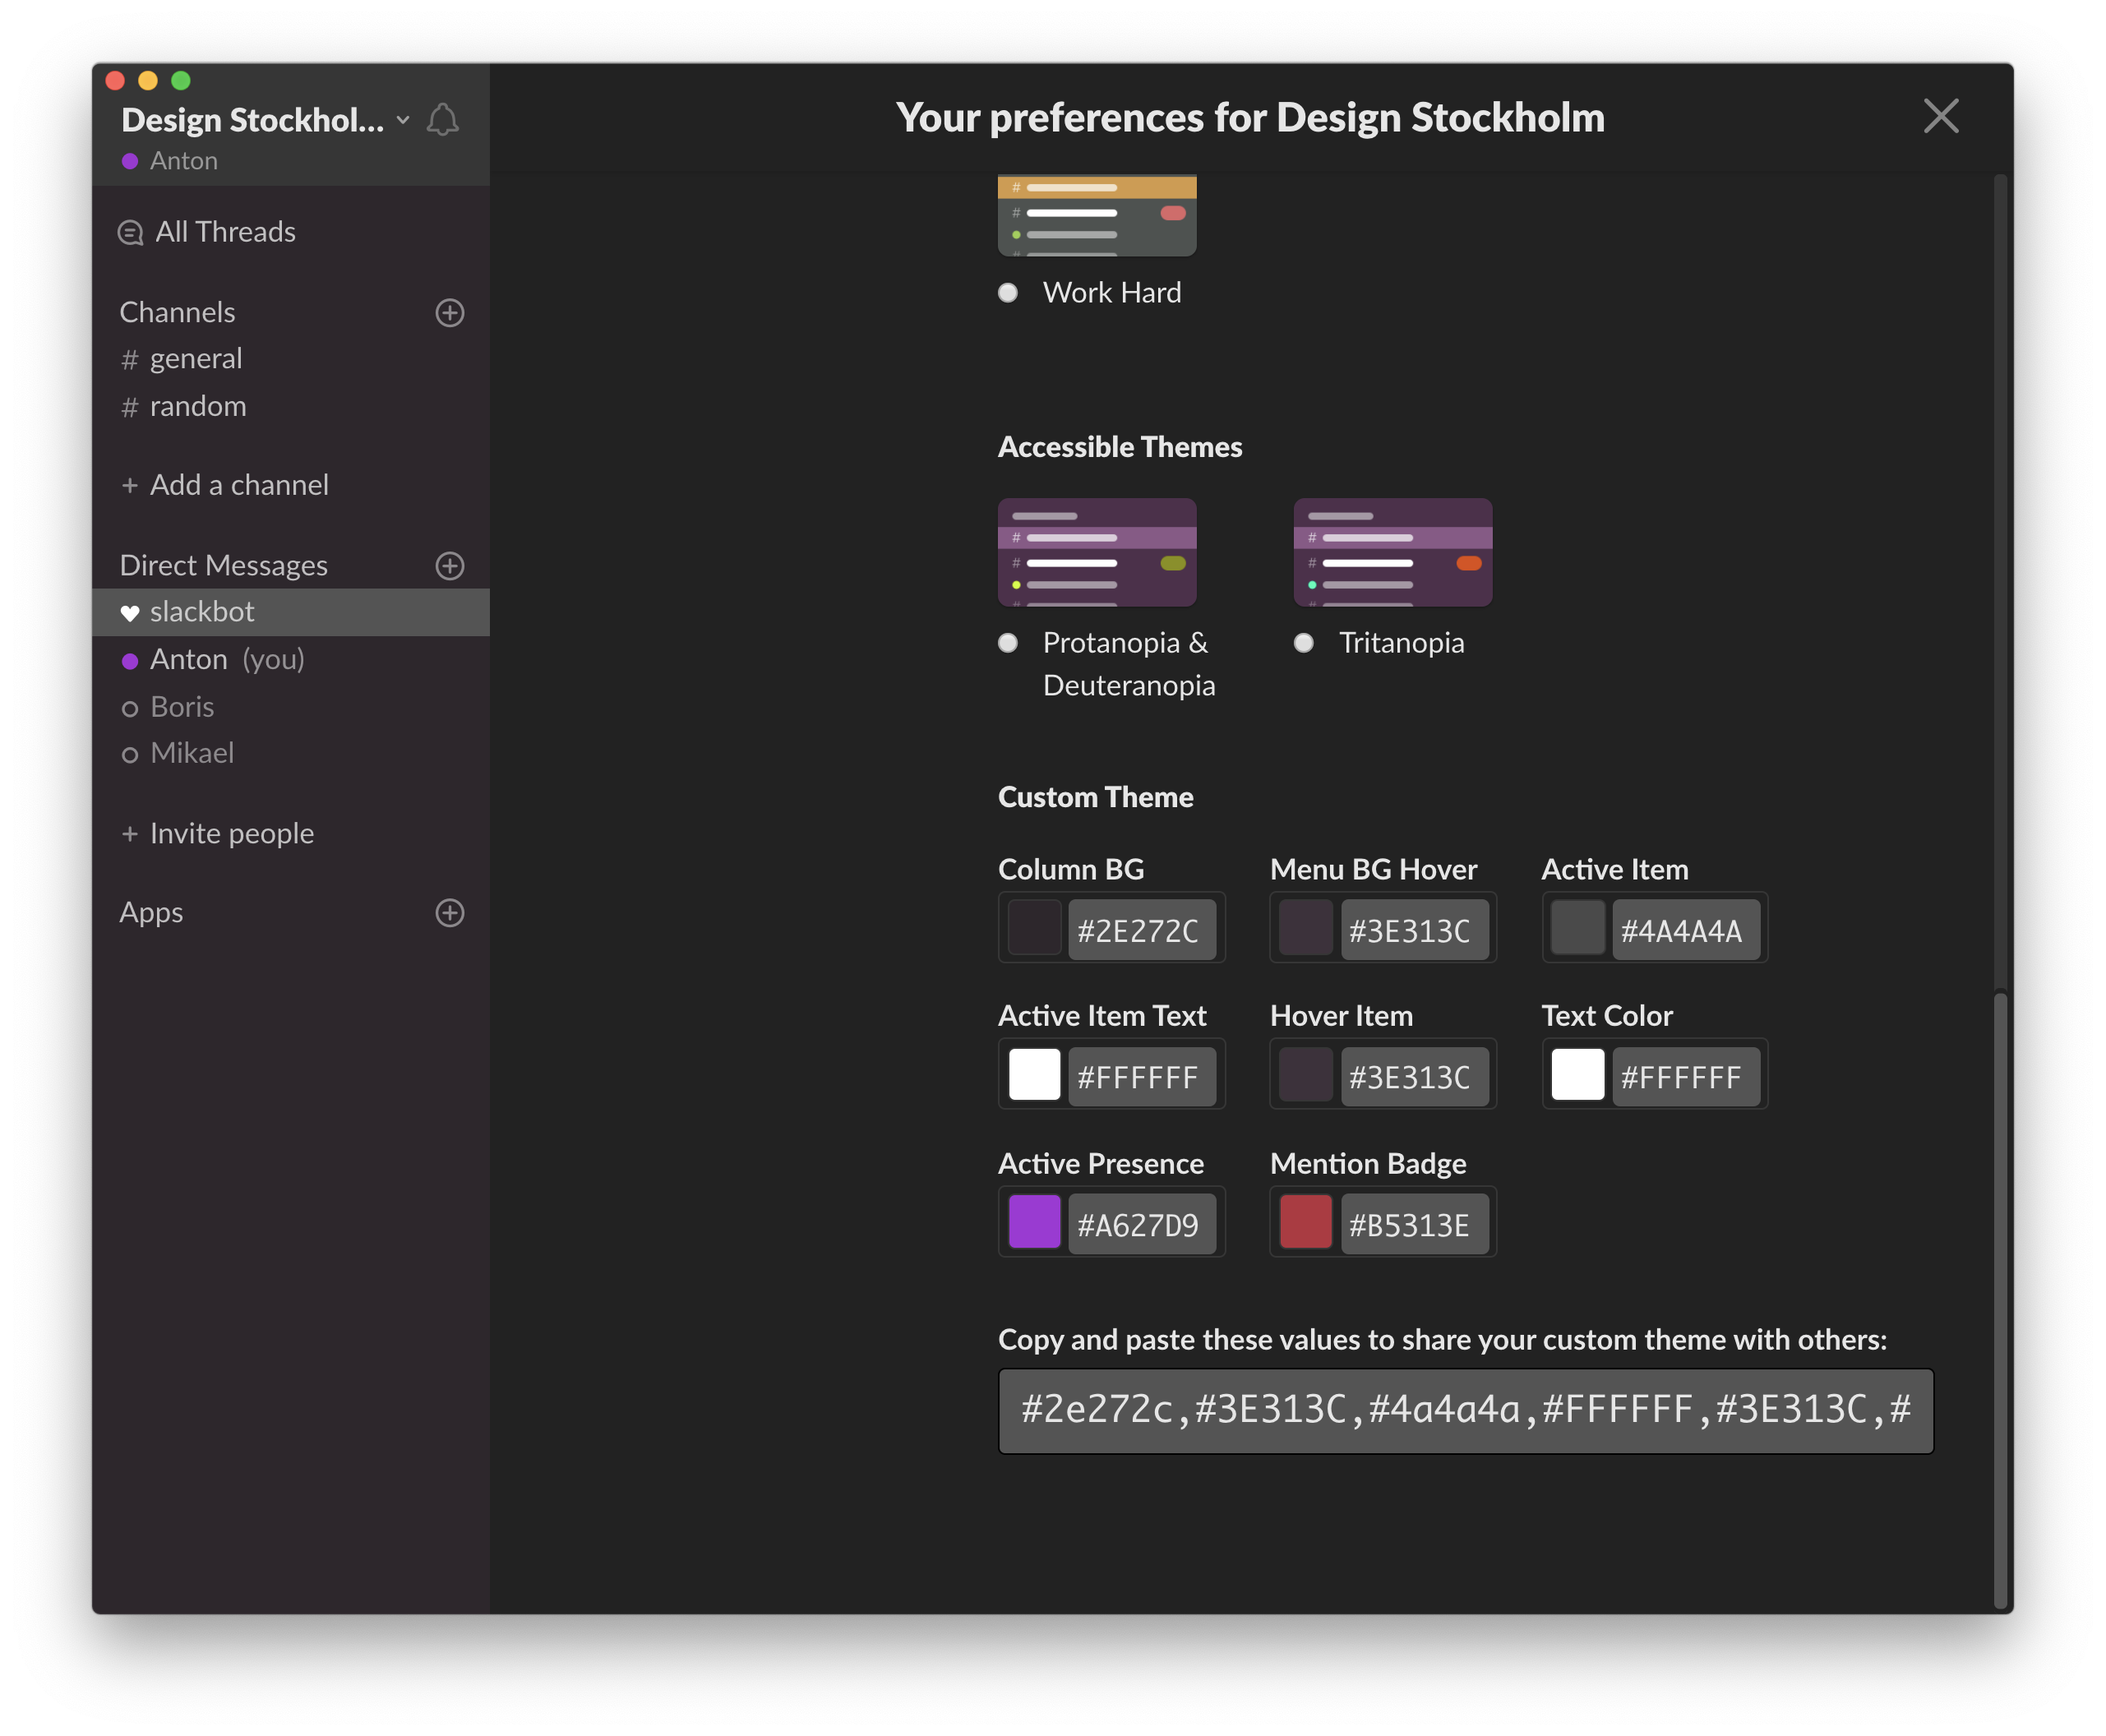 Design Stockhol...
Anton
All Threads
Channels
# general
# random
+ Add a channel
Direct Messages
slackbot
Anton (you)
Boris
Mikael
+ Invite people
Apps
Your preferences for Design Stockholm
#
#
#
Work Hard
Accessible Themes
# #
# #
# #
Protanopia & Tritanopia
Deuteranopia
Custom Theme
Column BG Menu BG Hover Active Item
#2E272C #3E313C #4A4A4A
Active Item Text Hover Item Text Color
#FFFFFF #3E313C #FFFFFF
Active Presence Mention Badge
#A627D9 #B5313E
Copy and paste these values to share your custom theme with others:
#2e272c,#3E313C,#4a4a4a,#FFFFFF,#3E313C,#